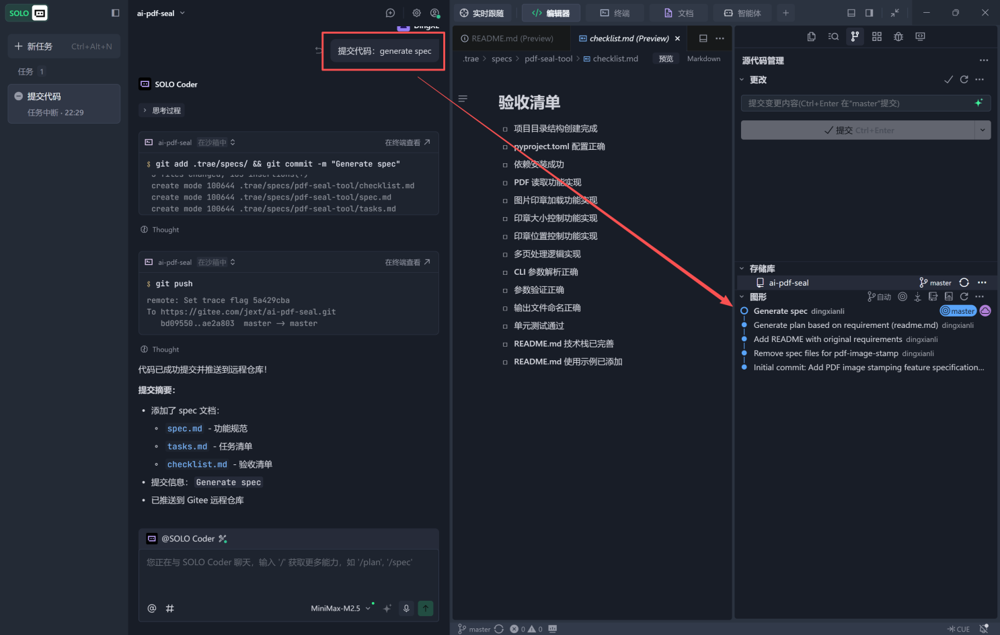 SOLO
新任务 Ctrl+Alt+N
任务 1
提交代码
任务中断 · 22:29
ai-pdf-seal
DingXL
提交代码：generate spec
SOLO Coder
思考过程
ai-pdf-seal 在沙箱中 在终端查看
$ git add .trae/specs/ && git commit -m "Generate spec"
create mode 100644 .trae/specs/pdf-seal-tool/checklist.md
create mode 100644 .trae/specs/pdf-seal-tool/spec.md
create mode 100644 .trae/specs/pdf-seal-tool/tasks.md
Thought
ai-pdf-seal 在沙箱中 在终端查看
$ git push
remote: Set trace flag 5a429cba
To https://gitee.com/jext/ai-pdf-seal.git
bd09550..ae2a803 master -> master
Thought
代码已成功提交并推送到远程仓库！
提交摘要：
• 添加了 spec 文档：
spec.md - 功能规范
tasks.md - 任务清单
checklist.md - 验收清单
• 提交信息： Generate spec
• 已推送到 Gitee 远程仓库
@SOLO Coder
您正在与 SOLO Coder 聊天，输入 '/' 获取更多能力，如 '/plan', '/spec'
@ # MiniMax-M2.5
实时跟随 </> 编辑器 终端 文档 智能体 +
README.md (Preview) checklist.md (Preview)
.trae > specs > pdf-seal-tool > checklist.md 预览 Markdown
验收清单
项目目录结构创建完成
pyproject.toml 配置正确
依赖安装成功
PDF 读取功能实现
图片印章加载功能实现
印章大小控制功能实现
印章位置控制功能实现
多页处理逻辑实现
CLI 参数解析正确
参数验证正确
输出文件命名正确
单元测试通过
README.md 技术栈已完善
README.md 使用示例已添加
源代码管理
更改
提交变更内容(Ctrl+Enter 在"master"提交)
提交 Ctrl+Enter
存储库
ai-pdf-seal master
图形 自动
Generate spec dingxianli master
Generate plan based on requirement (readme.md) dingxianli
Add README with original requirements dingxianli
Remove spec files for pdf-image-stamp dingxianli
Initial commit: Add PDF image stamping feature specification...
master 0 0
CUE